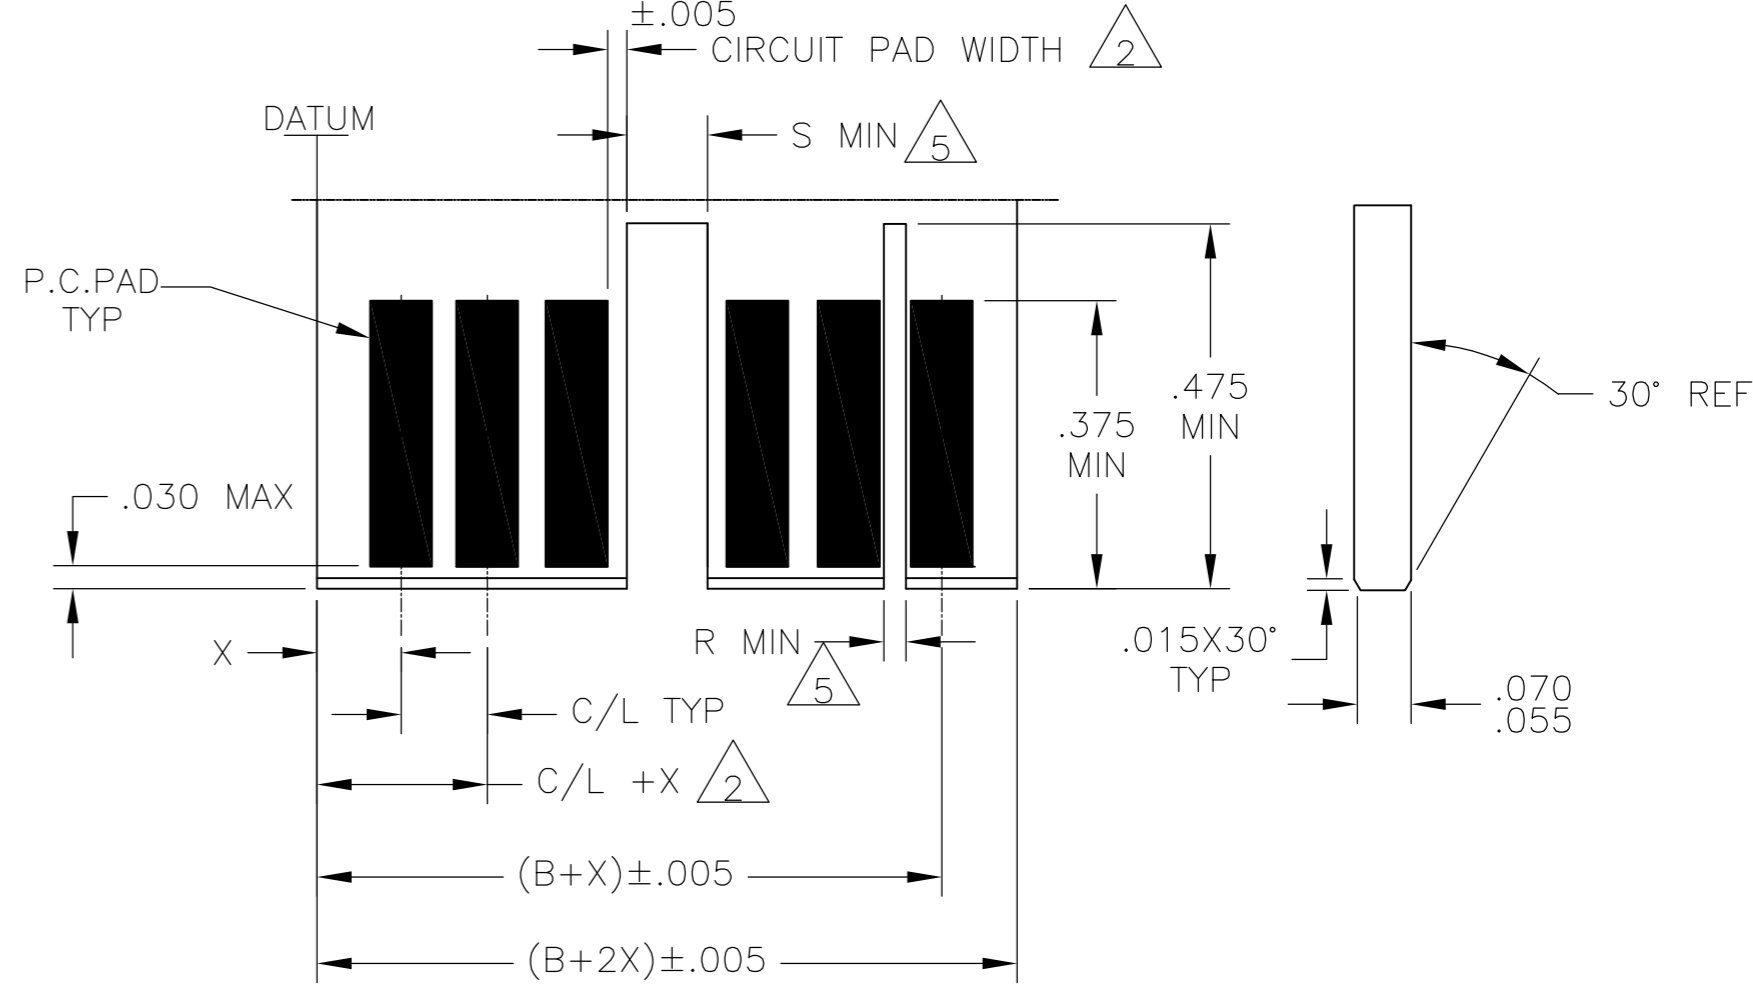 ±.005
CIRCUIT PAD WIDTH 2
DATUM
S MIN 5
P.C.PAD
TYP
.475
MIN
30° REF
.375
MIN
.030 MAX
R MIN
5
.015X30°
TYP
X
C/L TYP
.070
.055
C/L +X 2
(B+X)±.005
(B+2X)±.005